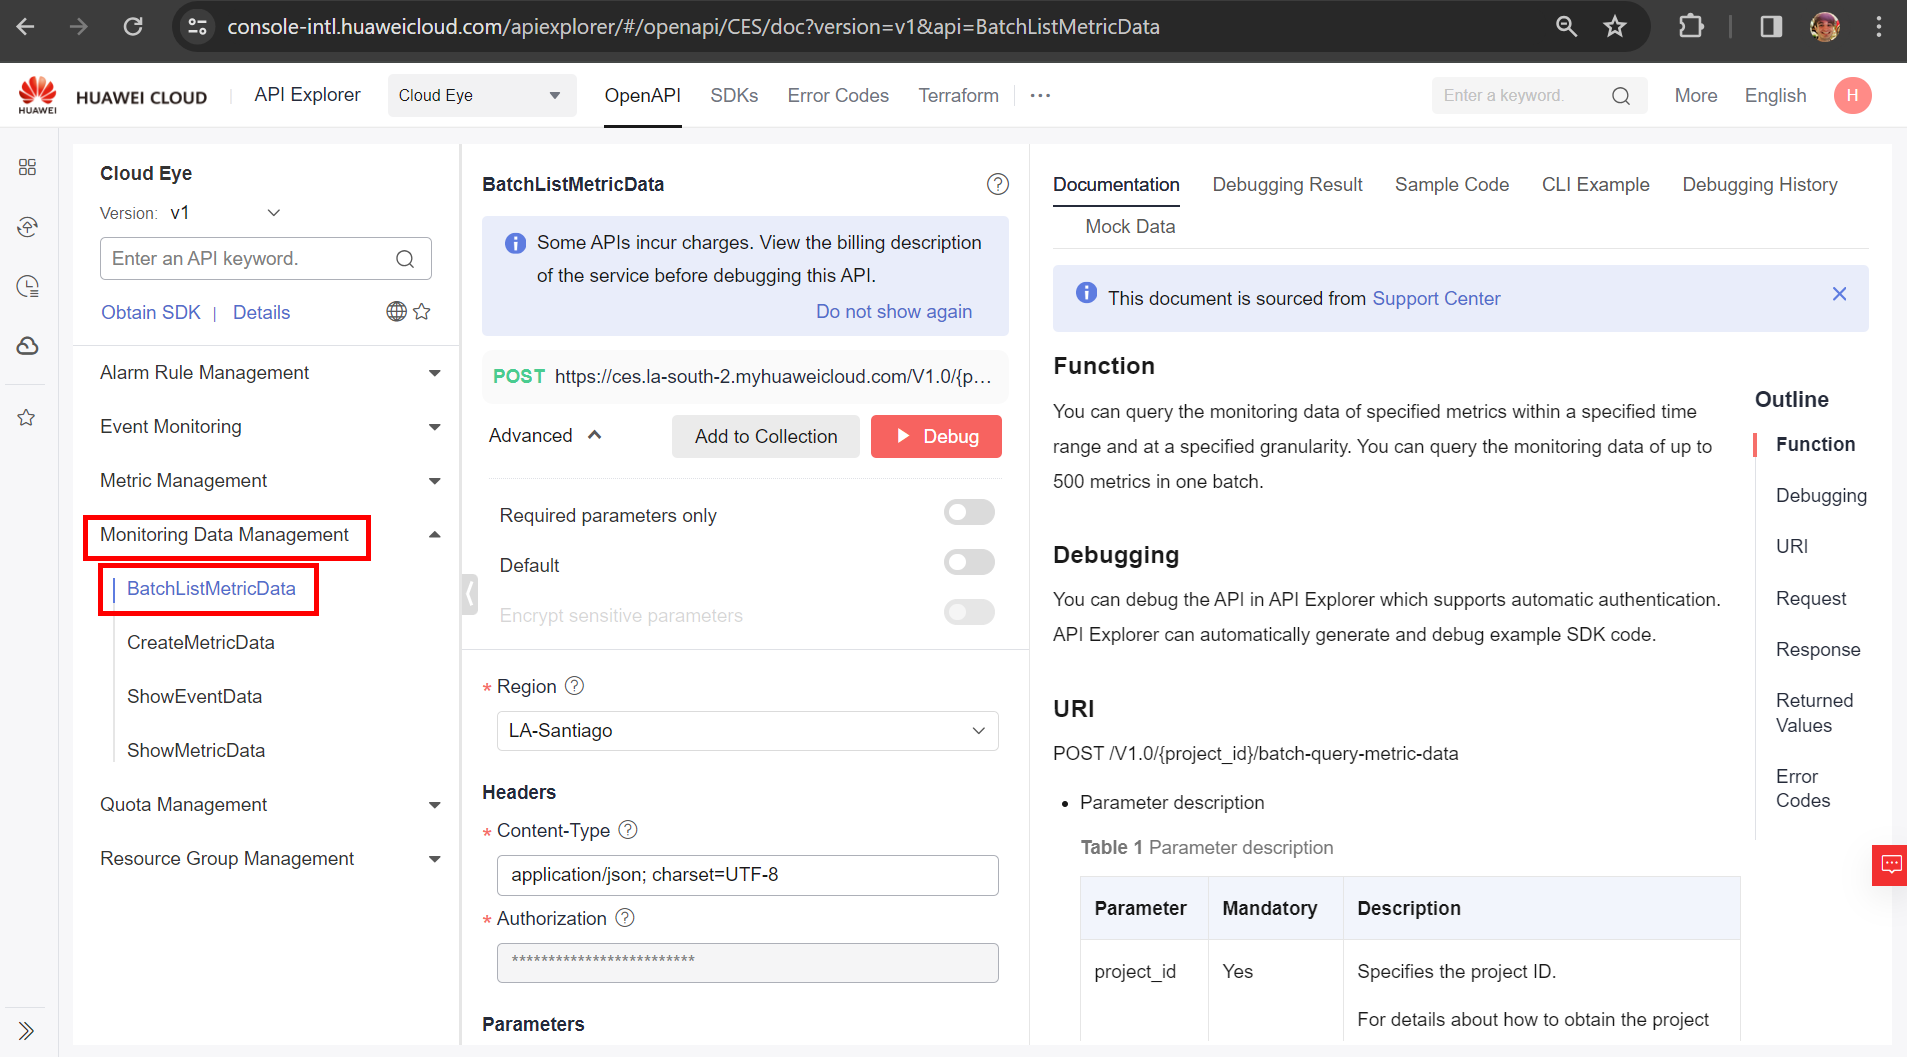 console-intl.huaweicloud.com/apiexplorer/#/openapi/CES/doc?version=v1&api=BatchListMetricData
HUAWEI
HUAWEI CLOUD
API Explorer
Cloud Eye
OpenAPI
SDKs
Error Codes
Terraform
Enter a keyword.
More
English
H
Cloud Eye
Version: v1
Enter an API keyword.
Obtain SDK | Details
Alarm Rule Management
Event Monitoring
Metric Management
Monitoring Data Management
BatchListMetricData
CreateMetricData
ShowEventData
ShowMetricData
Quota Management
Resource Group Management
BatchListMetricData
Some APIs incur charges. View the billing description
of the service before debugging this API.
Do not show again
POST https://ces.la-south-2.myhuaweicloud.com/V1.0/{p...
Advanced
Add to Collection
Debug
Required parameters only
Default
Encrypt sensitive parameters
* Region
LA-Santiago
Headers
* Content-Type
application/json; charset=UTF-8
* Authorization
*************************
Parameters
Documentation
Debugging Result
Sample Code
CLI Example
Debugging History
Mock Data
This document is sourced from Support Center
Function
You can query the monitoring data of specified metrics within a specified time
range and at a specified granularity. You can query the monitoring data of up to
500 metrics in one batch.
Debugging
You can debug the API in API Explorer which supports automatic authentication.
API Explorer can automatically generate and debug example SDK code.
URI
POST /V1.0/{project_id}/batch-query-metric-data
• Parameter description
Table 1 Parameter description
Parameter Mandatory Description
project_id Yes Specifies the project ID.
For details about how to obtain the project
Outline
Function
Debugging
URI
Request
Response
Returned
Values
Error
Codes